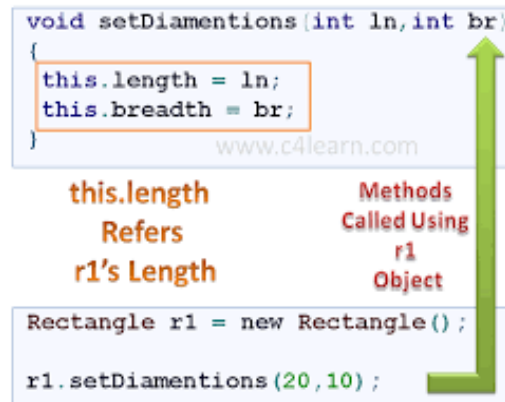 void setDiamentions(int ln,int br)
{
this.length = ln;
this.breadth = br;
}
www.c4learn.com
this.length
Refers
r1's Length
Methods
Called Using
r1
Object
Rectangle r1 = new Rectangle();
r1.setDiamentions(20,10);